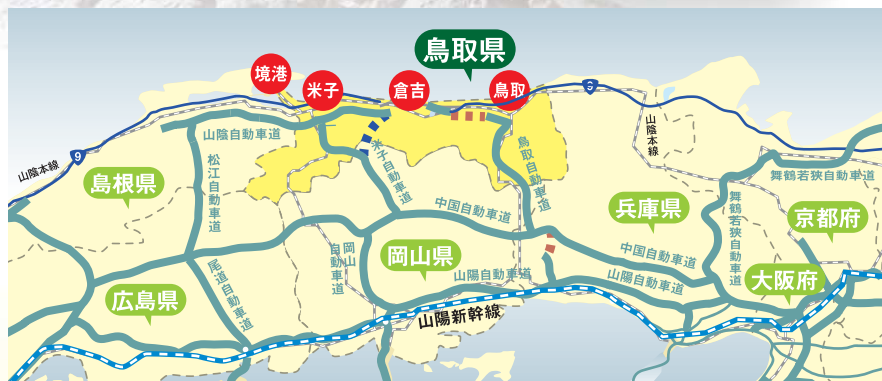 鳥取県
境港
米子
倉吉
鳥取
9
9
山陰本線
山陰自動車道
松江自動車道
米子自動車道
鳥取自動車道
山陰本線
島根県
兵庫県
舞鶴若狭自動車道
舞鶴若狭自動車道
京都府
中国自動車道
中国自動車道
岡山自動車道
岡山県
山陽自動車道
山陽自動車道
大阪府
尾道自動車道
広島県
山陽新幹線